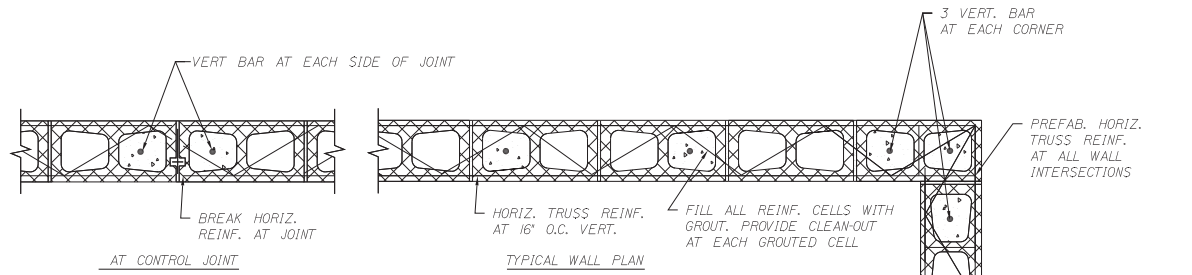 3 VERT. BAR
AT EACH CORNER
VERT BAR AT EACH SIDE OF JOINT
PREFAB. HORIZ.
TRUSS REINF.
AT ALL WALL
INTERSECTIONS
BREAK HORIZ.
REINF. AT JOINT
HORIZ. TRUSS REINF.
AT 16" O.C. VERT.
FILL ALL REINF. CELLS WITH
GROUT. PROVIDE CLEAN-OUT
AT EACH GROUTED CELL
AT CONTROL JOINT
TYPICAL WALL PLAN